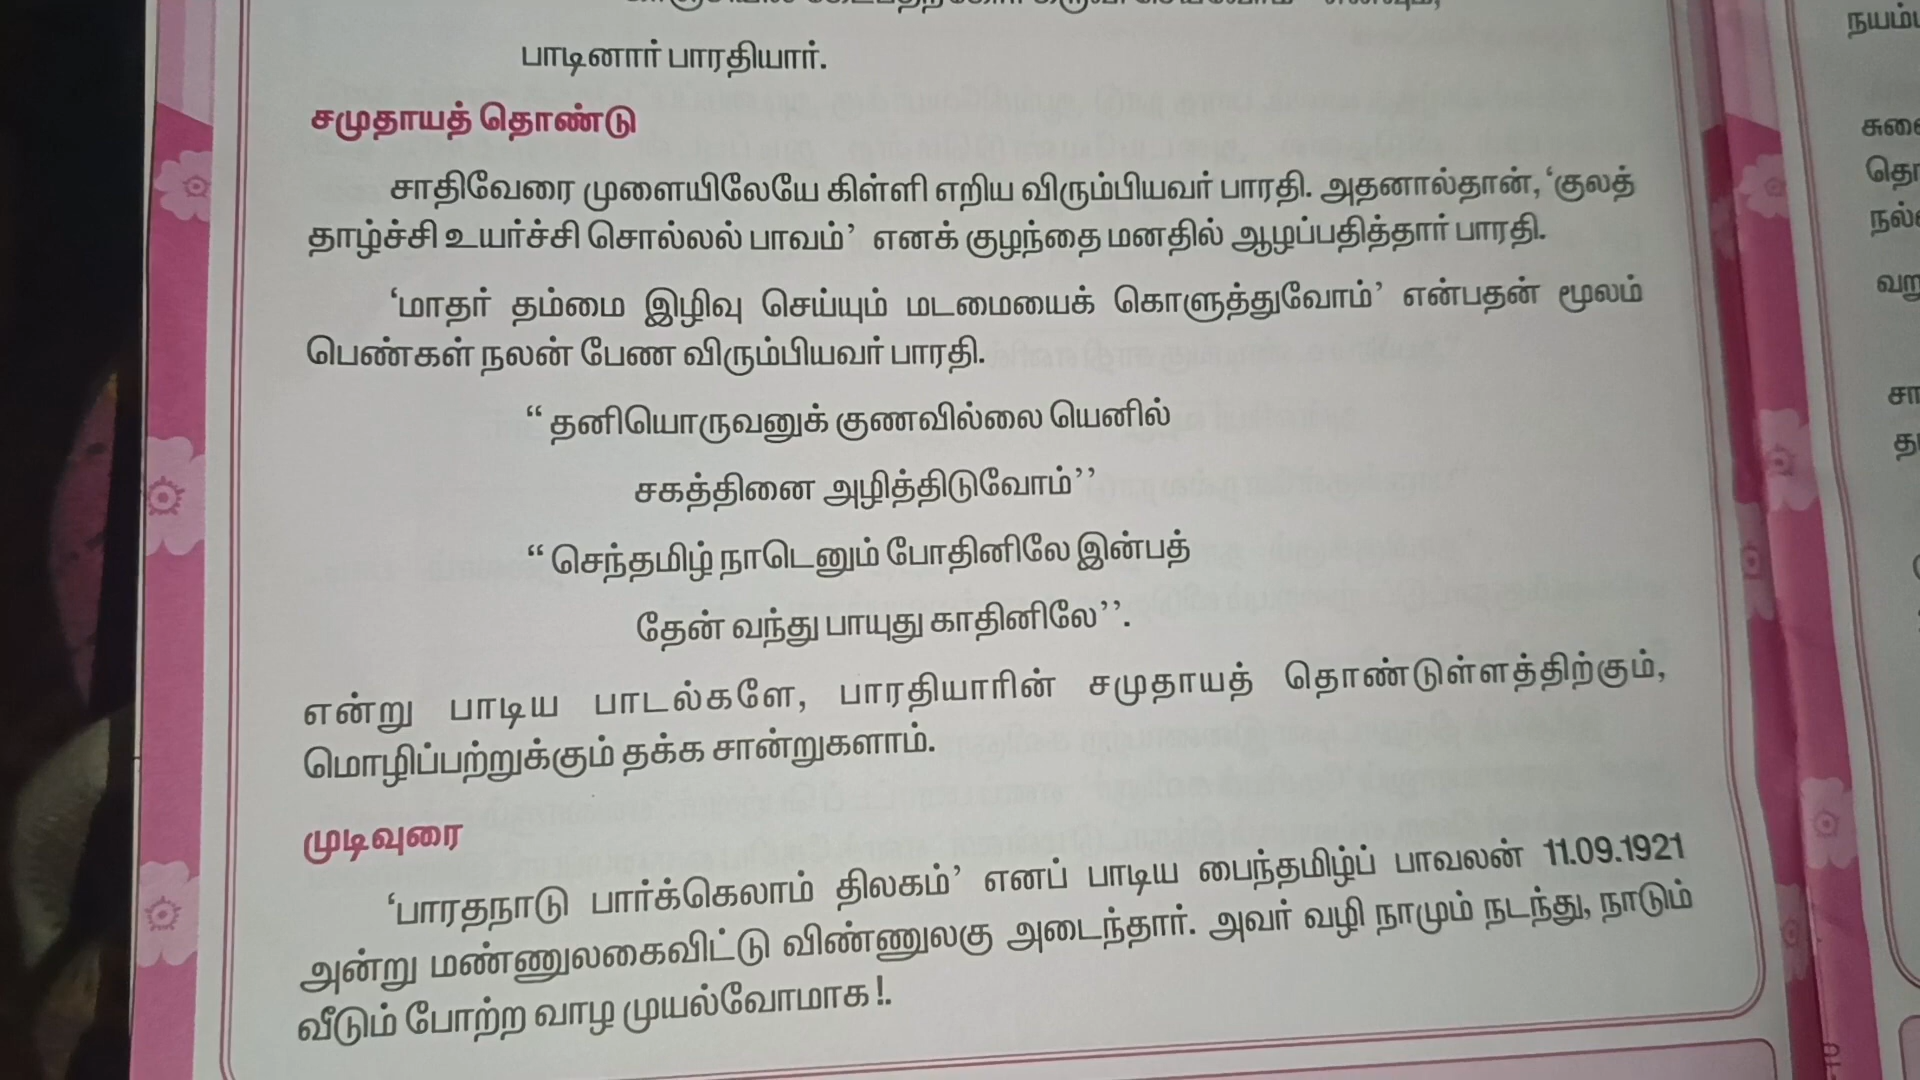 பாடினார் பாரதியார்.
சமுதாயத் தொண்டு
சாதிவேரை முளையிலேயே கிள்ளி எறிய விரும்பியவர் பாரதி. அதனால்தான், ‘குலத்
தாழ்ச்சி உயர்ச்சி சொல்லல் பாவம்’ எனக் குழந்தை மனதில் ஆழப்பதித்தார் பாரதி.
‘மாதர் தம்மை இழிவு செய்யும் மடமையைக் கொளுத்துவோம்’ என்பதன் மூலம்
பெண்கள் நலன் பேண விரும்பியவர் பாரதி.
“ தனியொருவனுக் குணவில்லை யெனில்
சகத்தினை அழித்திடுவோம்’’
“ செந்தமிழ் நாடெனும் போதினிலே இன்பத்
தேன் வந்து பாயுது காதினிலே’’.
என்று பாடிய பாடல்களே, பாரதியாரின் சமுதாயத் தொண்டுள்ளத்திற்கும்,
மொழிப்பற்றுக்கும் தக்க சான்றுகளாம்.
முடிவுரை
‘பாரதநாடு பார்க்கெலாம் திலகம்’ எனப் பாடிய பைந்தமிழ்ப் பாவலன் 11.09.1921
அன்று மண்ணுலகைவிட்டு விண்ணுலகு அடைந்தார். அவர் வழி நாமும் நடந்து, நாடும்
வீடும் போற்ற வாழ முயல்வோமாக !.